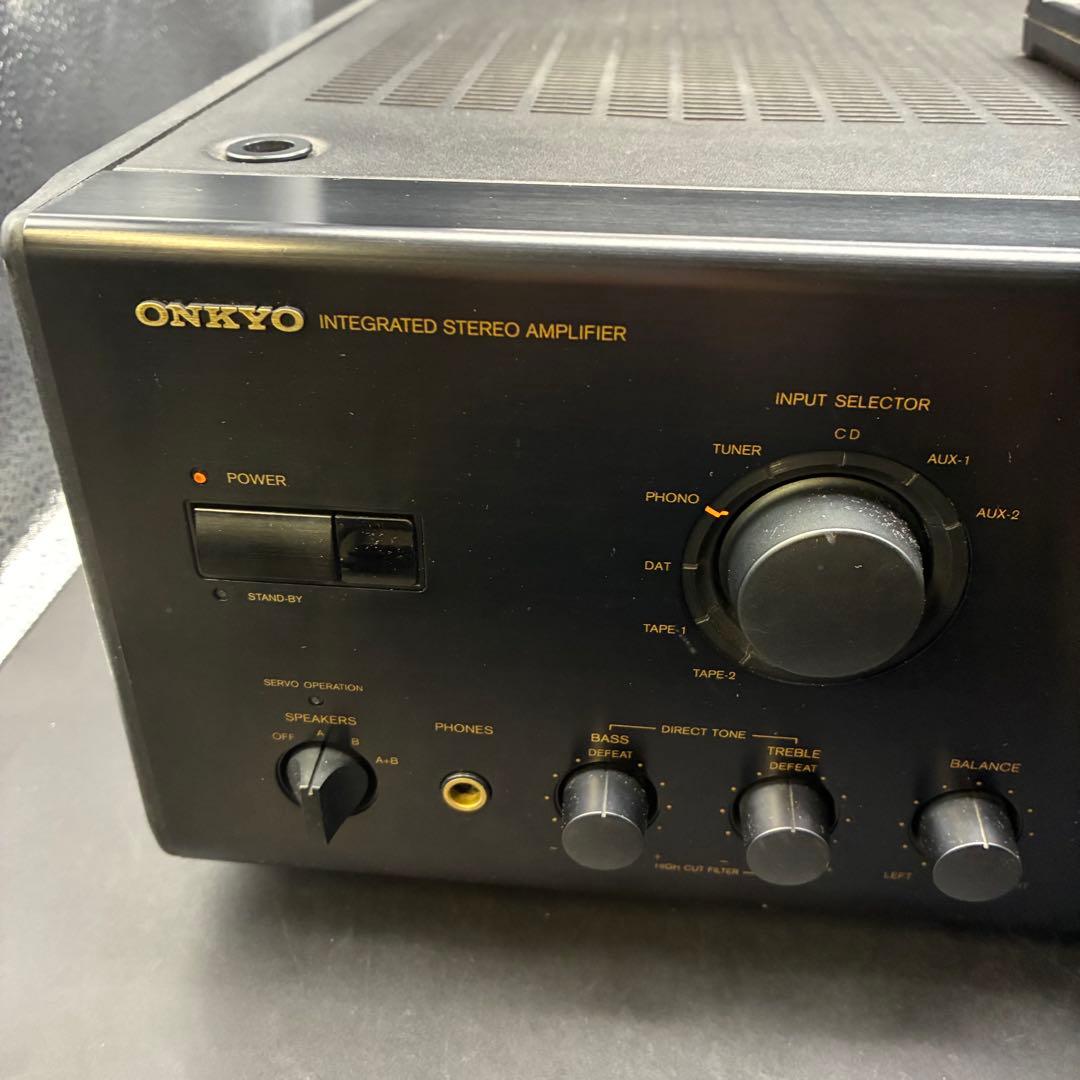 ONKYO INTEGRATED STEREO AMPLIFIER
INPUT SELECTOR
CD
TUNER
AUX-1
PHONO
AUX-2
DAT
TAPE-1
TAPE-2
POWER
STAND-BY
SERVO OPERATION
SPEAKERS
OFF
A
B
A+B
PHONES
DIRECT TONE
BASS
DEFEAT
TREBLE
DEFEAT
BALANCE
+
–
HIGH CUT FILTER
LEFT